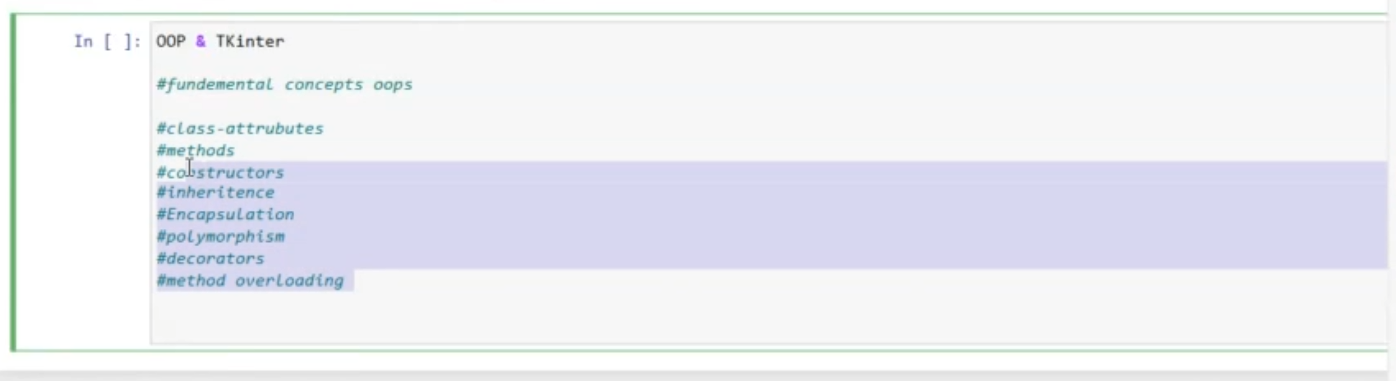 In [ ]: OOP & TKinter
#fundemental concepts oops
#class-attrubutes
#methods
#constructors
#inheritence
#Encapsulation
#polymorphism
#decorators
#method overloading